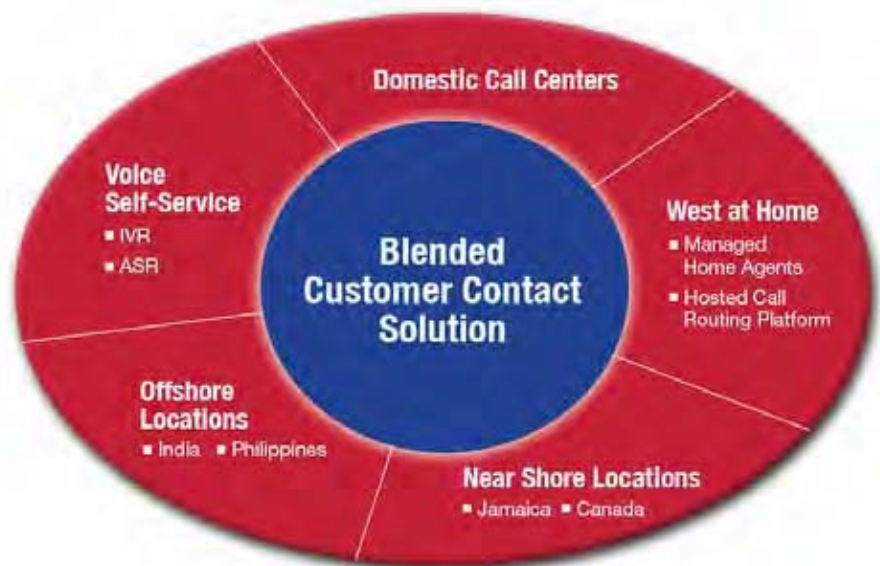 Domestic Call Centers
Voice
Self-Service
▪ IVR
▪ ASR
West at Home
▪ Managed
Home Agents
▪ Hosted Call
Routing Platform
Blended
Customer Contact
Solution
Offshore
Locations
▪ India ▪ Philippines
Near Shore Locations
▪ Jamaica ▪ Canada